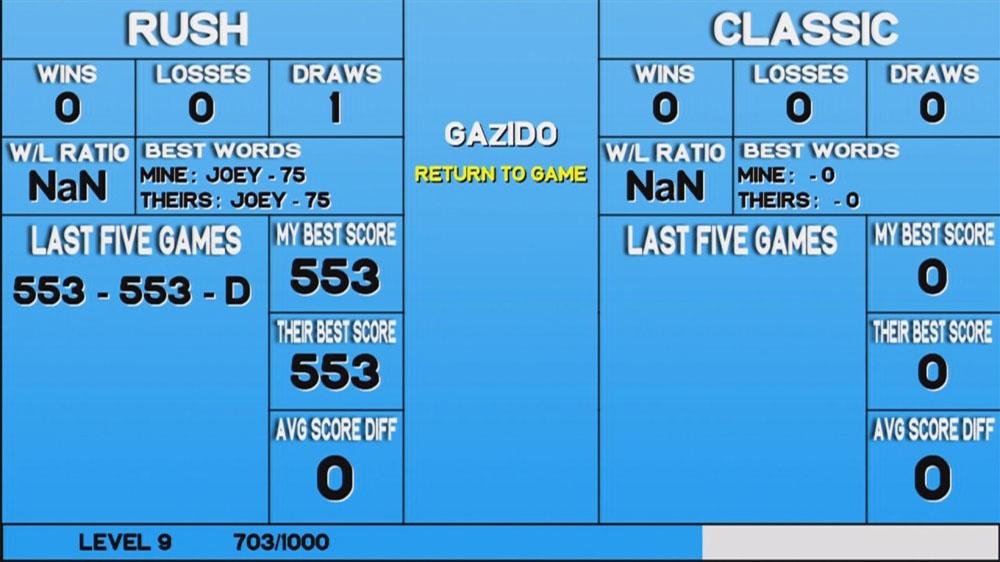 RUSH
WINS LOSSES DRAWS
0 0 1
W/L RATIO BEST WORDS
NaN MINE: JOEY - 75
THEIRS: JOEY - 75
LAST FIVE GAMES MY BEST SCORE
553 - 553 - D 553
THEIR BEST SCORE
553
AVG SCORE DIFF
0
GAZIDO
RETURN TO GAME
CLASSIC
WINS LOSSES DRAWS
0 0 0
W/L RATIO BEST WORDS
NaN MINE: - 0
THEIRS: - 0
LAST FIVE GAMES MY BEST SCORE
0
THEIR BEST SCORE
0
AVG SCORE DIFF
0
LEVEL 9 703/1000